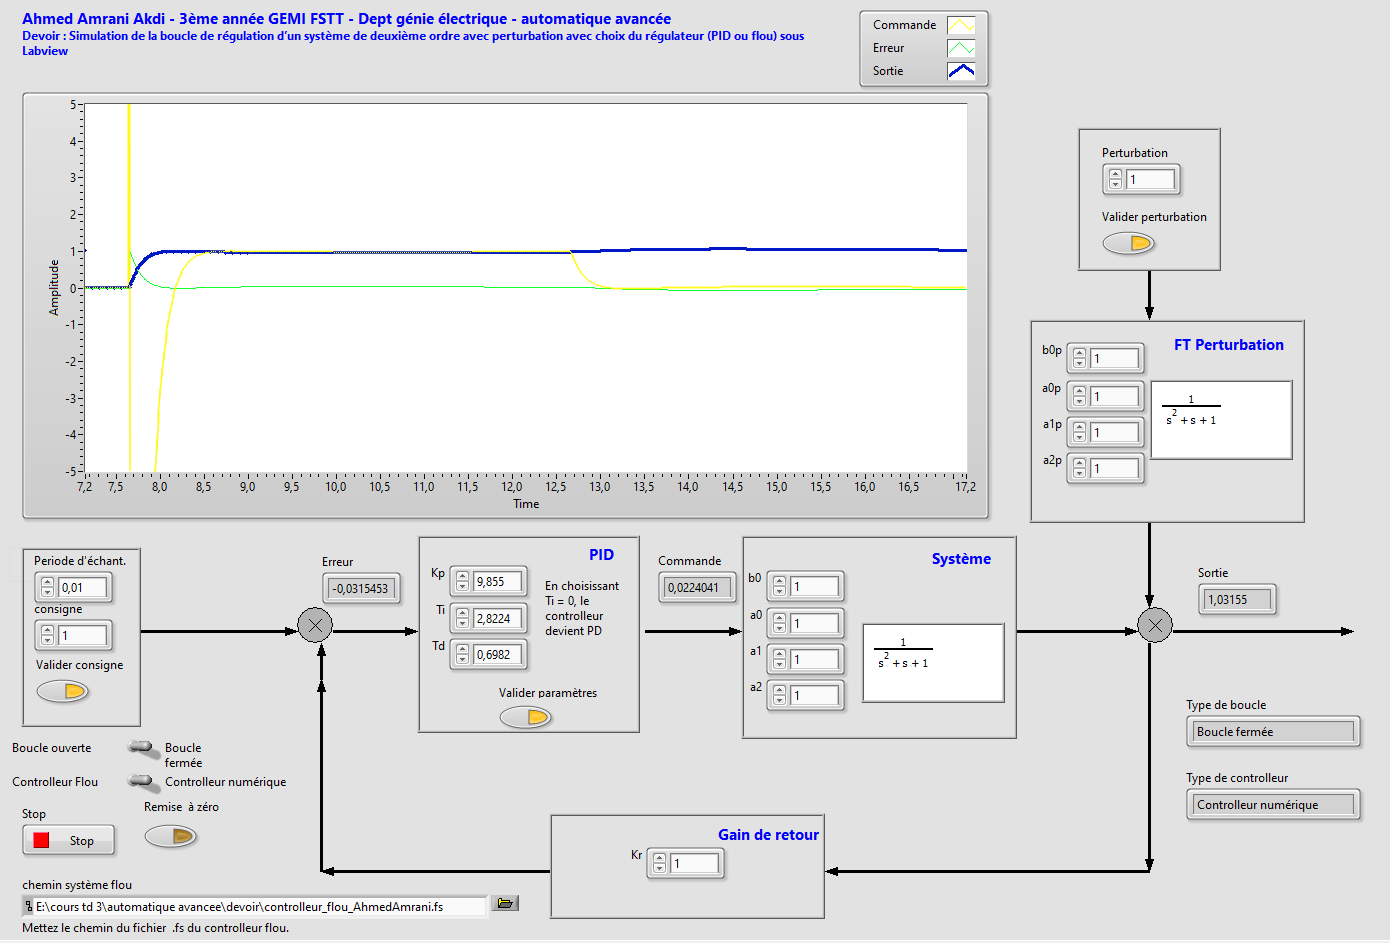 Ahmed Amrani Akdi - 3ème année GEMI FSTT - Dept génie électrique - automatique avancée
Devoir : Simulation de la boucle de régulation d'un système de deuxième ordre avec perturbation avec choix du régulateur (PID ou flou) sous
Labview
Commande
Erreur
Sortie
Amplitude
5
4
3
2
1
0
-1
-2
-3
-4
-5
7,2 7,5 8,0 8,5 9,0 9,5 10,0 10,5 11,0 11,5 12,0 12,5 13,0 13,5 14,0 14,5 15,0 15,5 16,0 16,5 17,2
Time
Perturbation
1
Valider perturbation
FT Perturbation
b0p 1
a0p 1
a1p 1
a2p 1
1
s2 + s + 1
Periode d'échant.
0,01
consigne
1
Valider consigne
Erreur
-0,0315453
PID
Kp 9,855
Ti 2,8224
Td 0,6982
En choisissant
Ti = 0, le
controlleur
devient PD
Valider paramètres
Commande
0,0224041
Système
b0 1
a0 1
a1 1
a2 1
1
s2 + s + 1
Sortie
1,03155
Type de boucle
Boucle fermée
Type de controlleur
Controlleur numérique
Boucle ouverte
Boucle
fermée
Controlleur Flou
Controlleur numérique
Stop
Stop
Remise à zéro
Gain de retour
Kr 1
chemin système flou
E:\cours td 3\automatique avancee\devoir\controlleur_flou_AhmedAmrani.fs
Mettez le chemin du fichier .fs du controlleur flou.